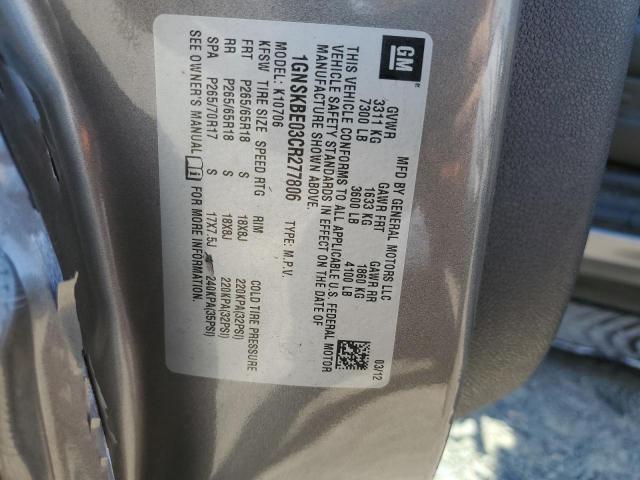 GM
MFD BY GENERAL MOTORS LLC 03/12
GVWR GAWR FRT GAWR RR
3311 KG 1633 KG 1860 KG
7300 LB 3600 LB 4100 LB
THIS VEHICLE CONFORMS TO ALL APPLICABLE U.S. FEDERAL MOTOR
VEHICLE SAFETY STANDARDS IN EFFECT ON THE DATE OF
MANUFACTURE SHOWN ABOVE.
1GNSKBE03CR277806 TYPE: M.P.V.
MODEL: K10706
KFSW TIRE SIZE SPEED RTG RIM COLD TIRE PRESSURE
FRT P265/65R18 S 18X8J 220KPA(32PSI)
RR P265/65R18 S 18X8J 220KPA(32PSI)
SPA P265/70R17 S 17X7.5J 240KPA(35PSI)
SEE OWNER'S MANUAL i FOR MORE INFORMATION.